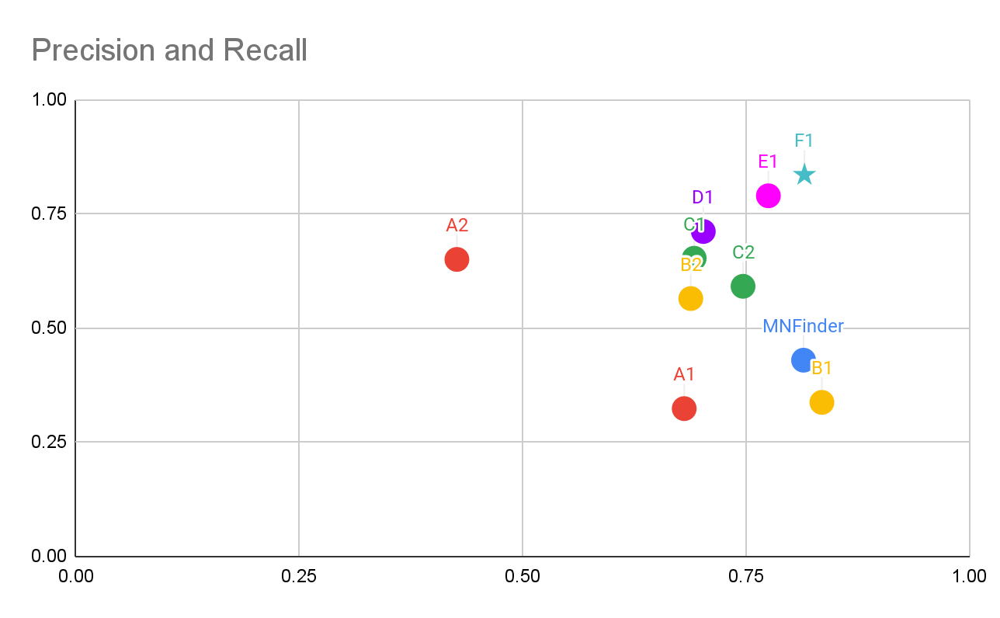 Precision and Recall
1.00
F1
E1
D1
0.75
A2
C1
C2
B2
0.50
MNFinder
B1
A1
0.25
0.00
0.00
0.25
0.50
0.75
1.00